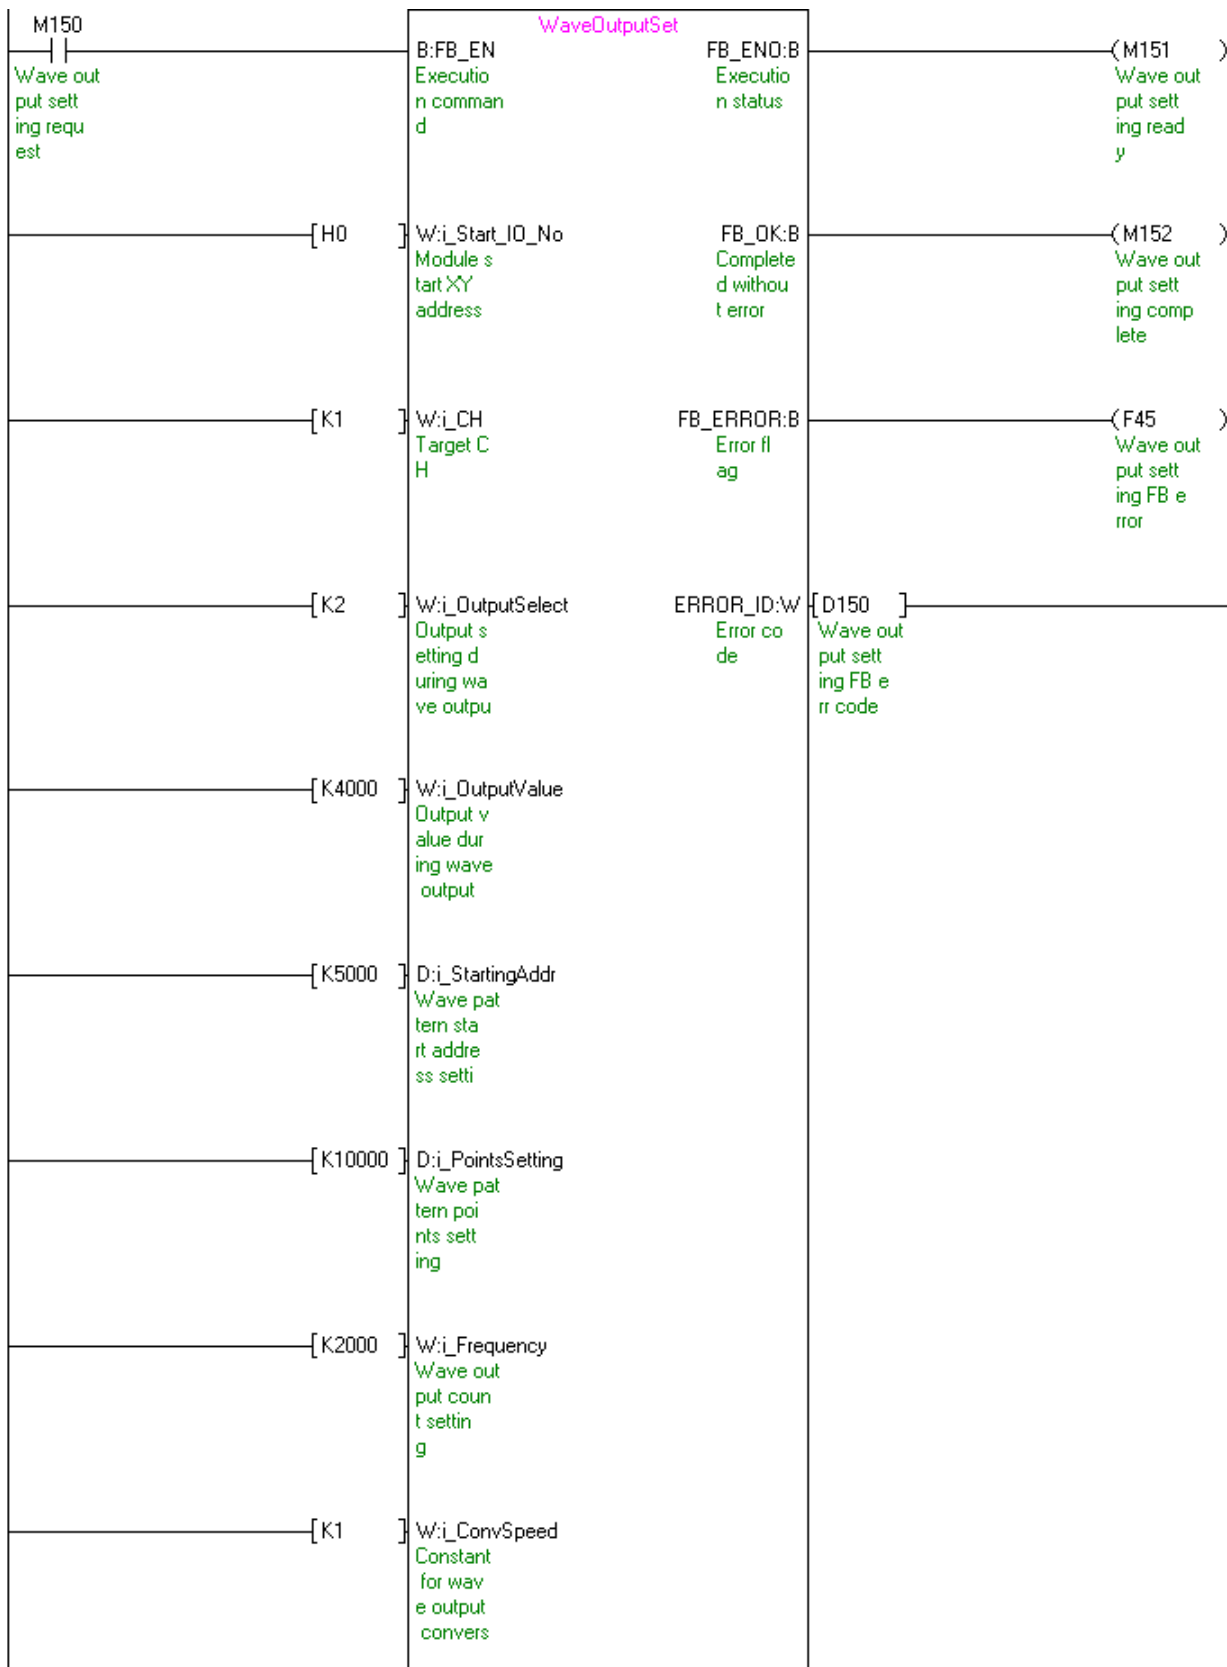 M150
WaveOutputSet
B:FB_EN
FB_ENO:B
(M151 )
Wave out
put sett
ing requ
est
Executio
n comman
d
Executio
n status
Wave out
put sett
ing read
y
[H0 ]
W:i_Start_IO_No
FB_OK:B
(M152 )
Module s
tart XY
address
Complete
d withou
t error
Wave out
put sett
ing comp
lete
[K1 ]
W:i_CH
FB_ERROR:B
(F45 )
Target C
H
Error fl
ag
Wave out
put sett
ing FB e
rror
[K2 ]
W:i_OutputSelect
ERROR_ID:W
[D150 ]
Output s
etting d
uring wa
ve outpu
Error co
de
Wave out
put sett
ing FB e
rr code
[K4000 ]
W:i_OutputValue
Output v
alue dur
ing wave
output
[K5000 ]
D:i_StartingAddr
Wave pat
tern sta
rt addre
ss setti
[K10000 ]
D:i_PointsSetting
Wave pat
tern poi
nts sett
ing
[K2000 ]
W:i_Frequency
Wave out
put coun
t settin
g
[K1 ]
W:i_ConvSpeed
Constant
for wav
e output
convers